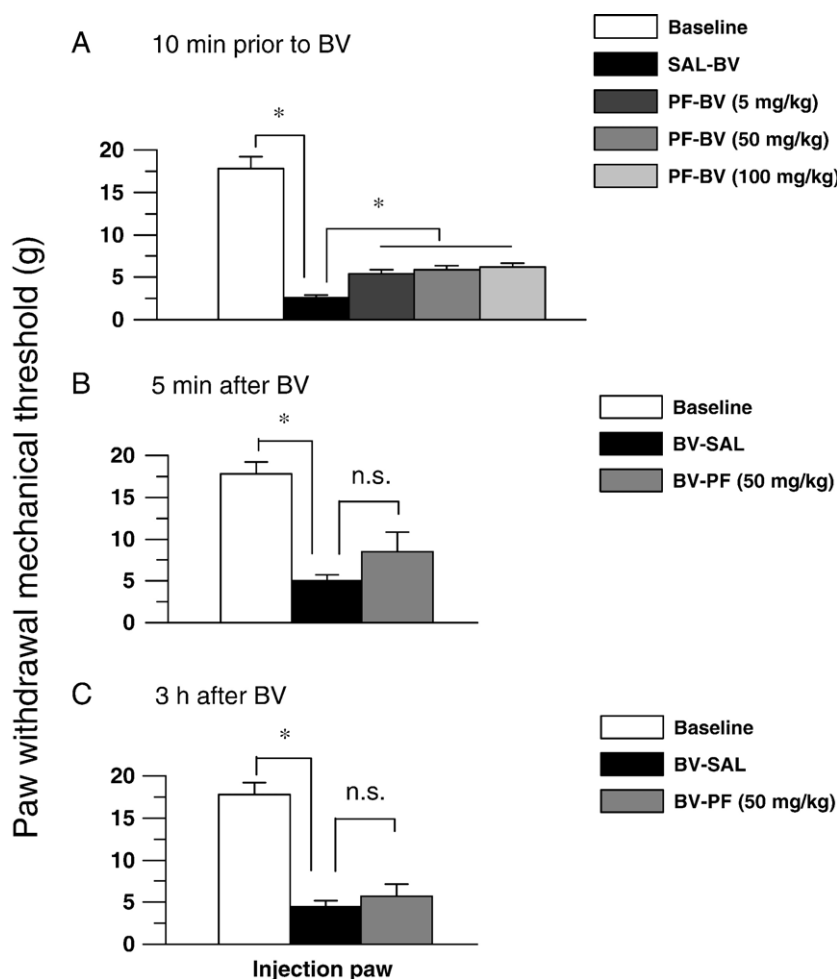 Paw withdrawal mechanical threshold (g)
A 10 min prior to BV
Baseline
SAL-BV
PF-BV (5 mg/kg)
PF-BV (50 mg/kg)
PF-BV (100 mg/kg)
*
*
20
15
10
5
0
B 5 min after BV
Baseline
BV-SAL
BV-PF (50 mg/kg)
*
n.s.
20
15
10
5
0
C 3 h after BV
Baseline
BV-SAL
BV-PF (50 mg/kg)
*
n.s.
20
15
10
5
0
Injection paw